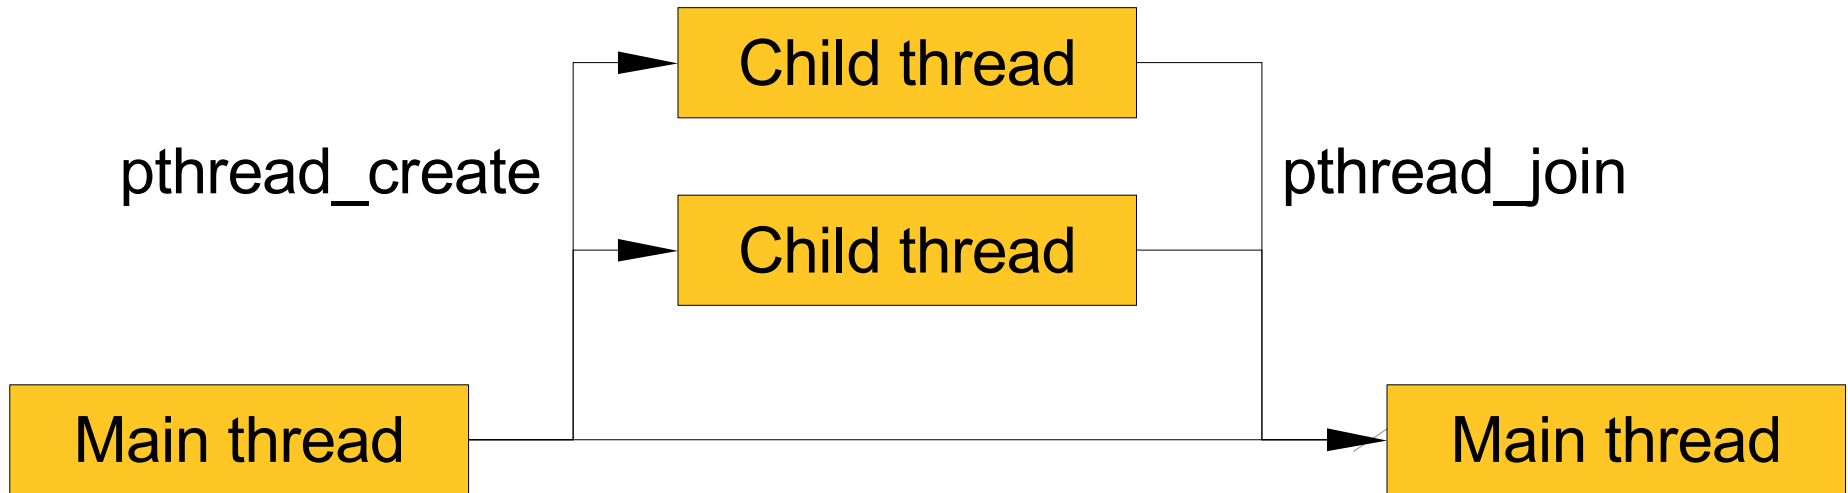 Child thread
pthread_create
pthread_join
Child thread
Main thread
Main thread